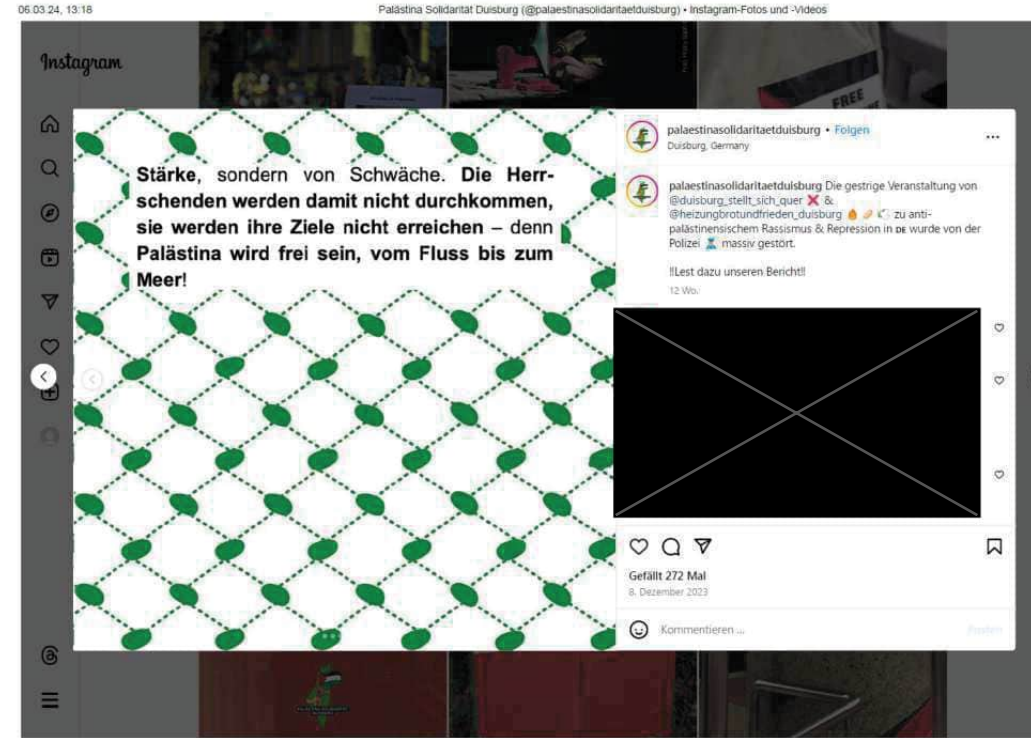 06.03.24, 13:18
Palästina Solidarität Duisburg (@palaestinasolidaritaetduisburg) • Instagram-Fotos und -Videos
Instagram
FREE
Stärke, sondern von Schwäche. Die Herr-
schenden werden damit nicht durchkommen,
sie werden ihre Ziele nicht erreichen – denn
Palästina wird frei sein, vom Fluss bis zum
Meer!
palaestinasolidaritaetduisburg • Folgen
Duisburg, Germany
palaestinasolidaritaetduisburg Die gestrige Veranstaltung von
@duisburg_stellt_sich_quer ❌ &
@heizungbrotundfrieden_duisburg zu anti-
palästinensischem Rassismus & Repression in DE wurde von der
Polizei massiv gestört.
‼Lest dazu unseren Bericht‼
12 Wo.
Gefällt 272 Mal
8. Dezember 2023
Kommentieren ...
Posten